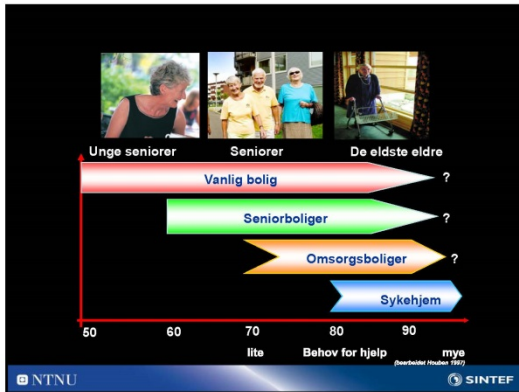 Unge seniorer Seniorer De eldste eldre
Vanlig bolig ?
Seniorboliger ?
Omsorgsboliger ?
Sykehjem
50 60 70 80 90
lite Behov for hjelp mye
(bearbeidet Houben 1997)
NTNU SINTEF